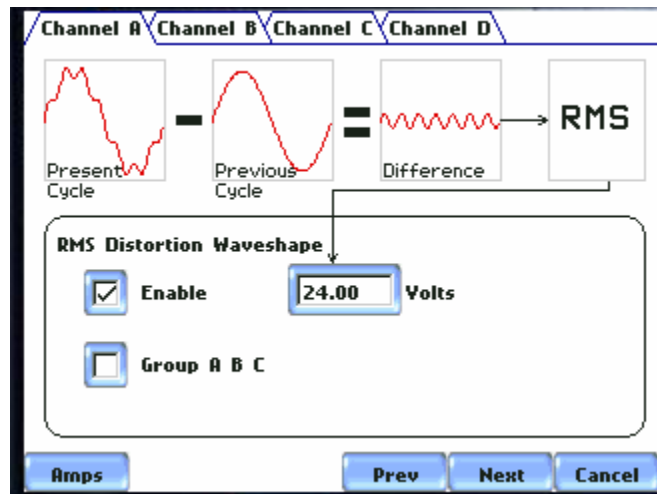 Channel A Channel B Channel C Channel D
RMS
Present Cycle
Previous Cycle
Difference
RMS Distortion Waveshape
Enable 24.00 Volts
Group A B C
Amps Prev Next Cancel